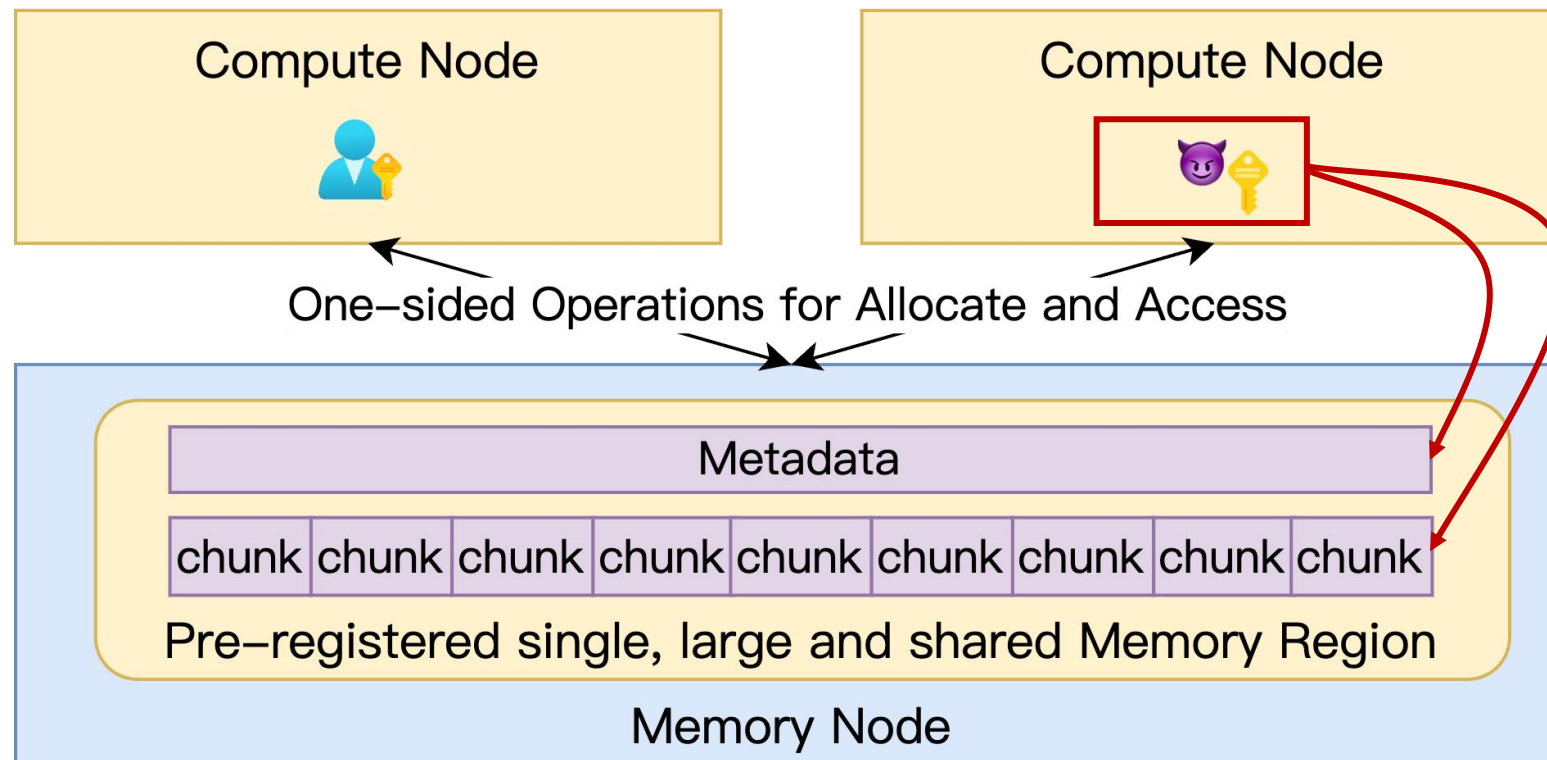 Compute Node
Compute Node
One-sided Operations for Allocate and Access
Metadata
chunk chunk chunk chunk chunk chunk chunk chunk chunk
Pre-registered single, large and shared Memory Region
Memory Node